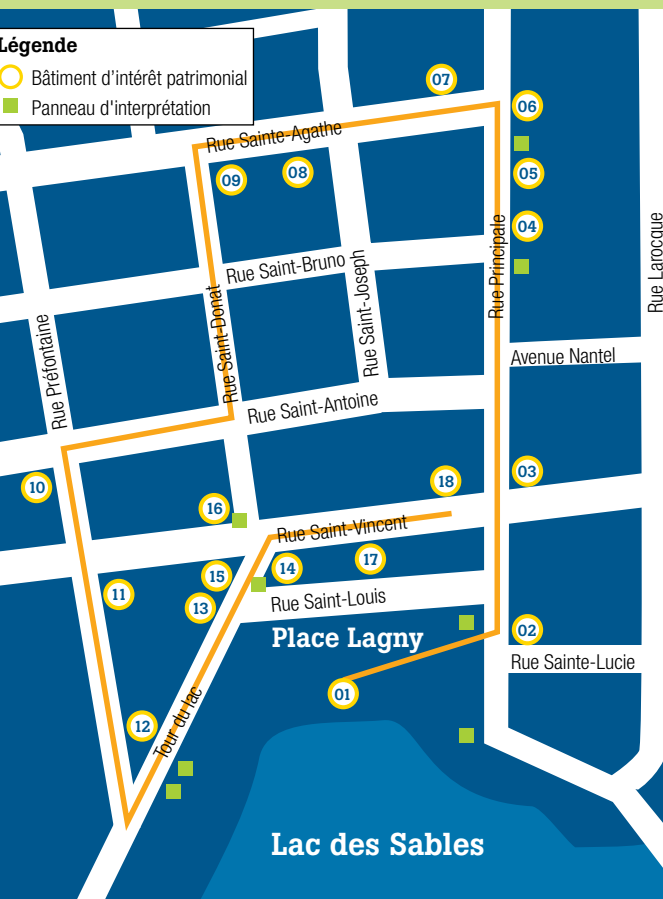 Légende
Bâtiment d'intérêt patrimonial
Panneau d'interprétation
07
06
Rue Sainte-Agathe
05
08
09
04
Rue Principale
Rue Larocque
Rue Saint-Bruno
Rue Saint-Joseph
Rue Saint-Donat
Rue Préfontaine
Avenue Nantel
Rue Saint-Antoine
03
18
10
16
Rue Saint-Vincent
17
14
15
11
13
Rue Saint-Louis
02
Place Lagny
Rue Sainte-Lucie
01
12
Tour du lac
Lac des Sables